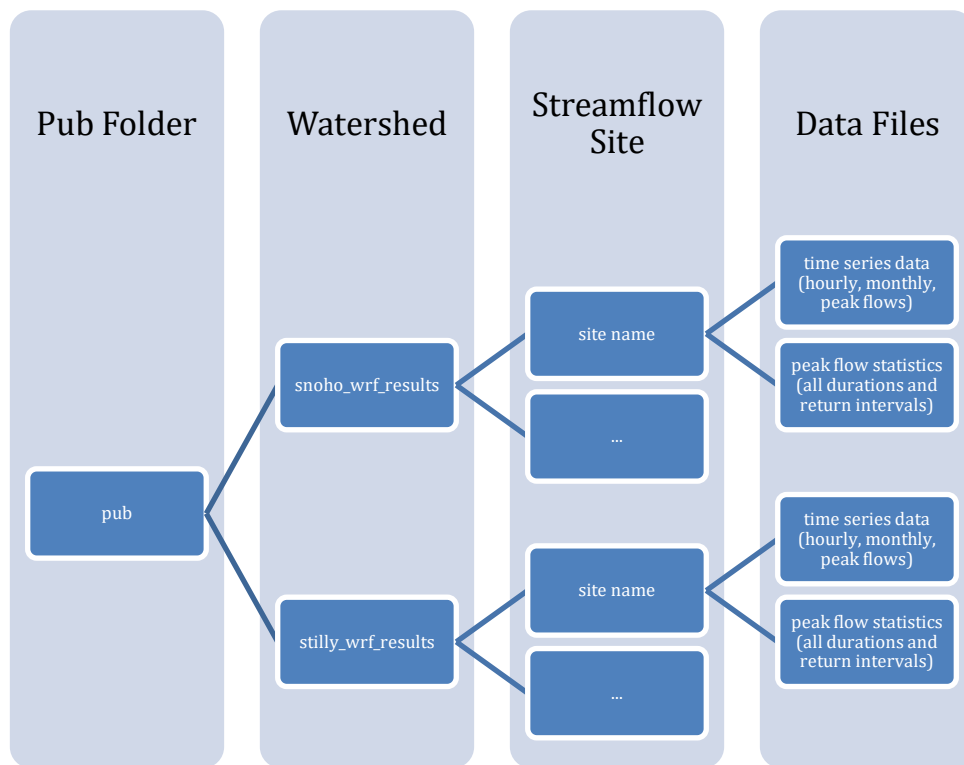 Pub Folder
Watershed
Streamflow
Site
Data Files
pub
snoho_wrf_results
stilly_wrf_results
site name
...
site name
...
time series data
(hourly, monthly,
peak flows)
peak flow statistics
(all durations and
return intervals)
time series data
(hourly, monthly,
peak flows)
peak flow statistics
(all durations and
return intervals)